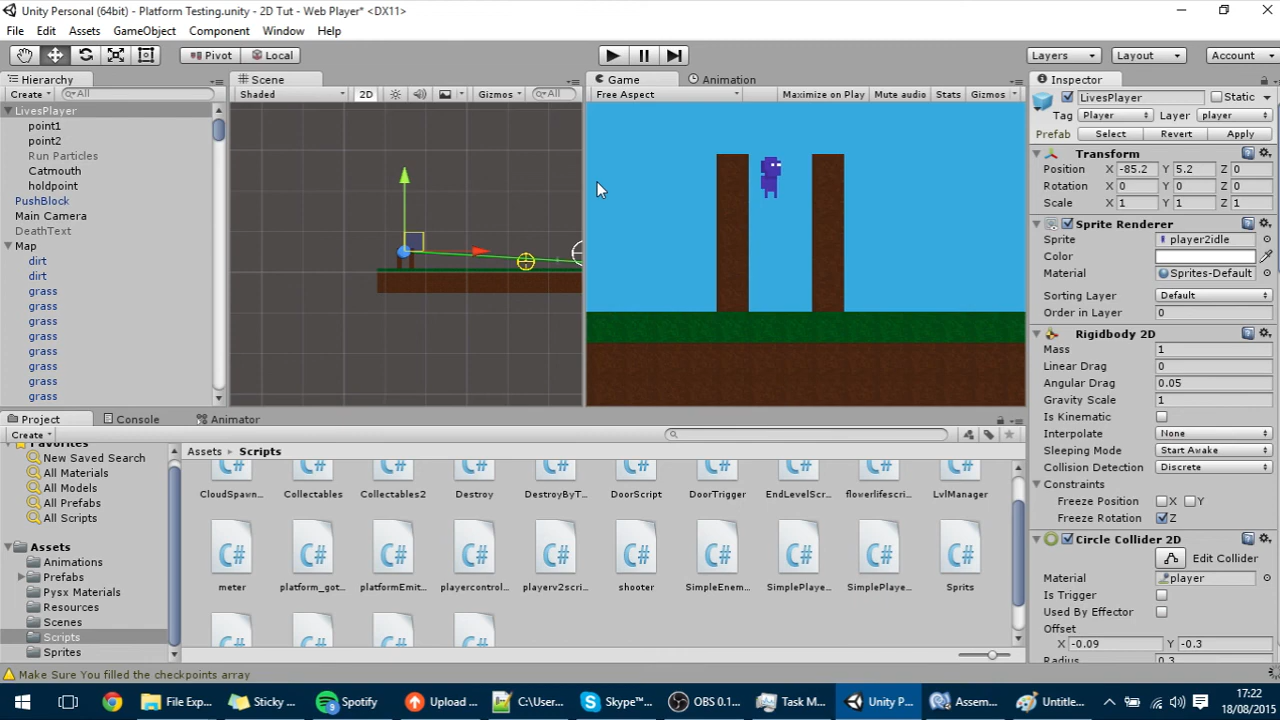 Unity Personal (64bit) - Platform Testing.unity - 2D Tut - Web Player* <DX11>
File Edit Assets GameObject Component Window Help
Pivot Local Layers Layout Account
Hierarchy
Create All
LivesPlayer
point1
point2
Run Particles
Catmouth
holdpoint
PushBlock
Main Camera
DeathText
Map
dirt
dirt
grass
grass
grass
grass
grass
grass
grass
grass
Scene
Shaded 2D Gizmos All
Game Animation
Free Aspect Maximize on Play Mute audio Stats Gizmos
Inspector
LivesPlayer Static
Tag Player Layer player
Prefab Select Revert Apply
Transform
Position X -85.2 Y 5.2 Z 0
Rotation X 0 Y 0 Z 0
Scale X 1 Y 1 Z 1
Sprite Renderer
Sprite player2idle
Color
Material Sprites-Default
Sorting Layer Default
Order in Layer 0
Rigidbody 2D
Mass 1
Linear Drag 0
Angular Drag 0.05
Gravity Scale 1
Is Kinematic
Interpolate None
Sleeping Mode Start Awake
Collision Detection Discrete
Constraints
Freeze Position X Y
Freeze Rotation Z
Circle Collider 2D
Edit Collider
Material player
Is Trigger
Used By Effector
Offset
X -0.09 Y -0.3
Radius 0.3
Project Console Animator
Create
Favorites
New Saved Search
All Materials
All Models
All Prefabs
All Scripts
Assets
Animations
Prefabs
Pysx Materials
Resources
Scenes
Scripts
Sprites
Assets Scripts
C# C# C# C# C# C# C# C# C# C#
CloudSpawn... Collectables Collectables2 Destroy DestroyByT... DoorScript DoorTrigger EndLevelScr... flowerlifescri... LvlManager
C# C# C# C# C# C# C# C# C# C#
meter platform_got... platformEmit... playercontrol... playerv2scri... shooter SimpleEnem... SimplePlaye... SimplePlaye... Sprits
C# C# C# C#
Make Sure You filled the checkpoints array
File Exp... Sticky ... Spotify Upload ... C:\Users... Skype™... OBS 0.1... Task M... Unity P... Assem... Untitle...
17:22
18/08/2015